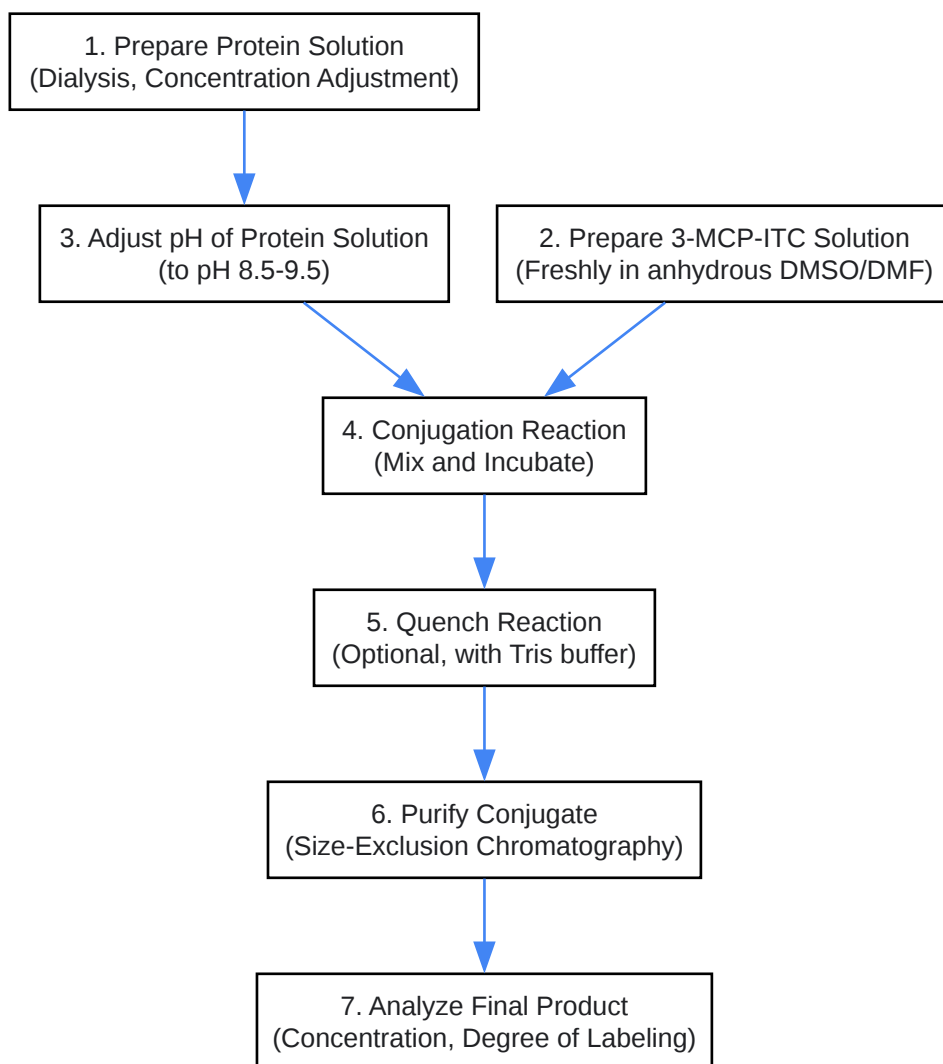 1. Prepare Protein Solution
(Dialysis, Concentration Adjustment)
3. Adjust pH of Protein Solution
(to pH 8.5-9.5)
2. Prepare 3-MCP-ITC Solution
(Freshly in anhydrous DMSO/DMF)
4. Conjugation Reaction
(Mix and Incubate)
5. Quench Reaction
(Optional, with Tris buffer)
6. Purify Conjugate
(Size-Exclusion Chromatography)
7. Analyze Final Product
(Concentration, Degree of Labeling)